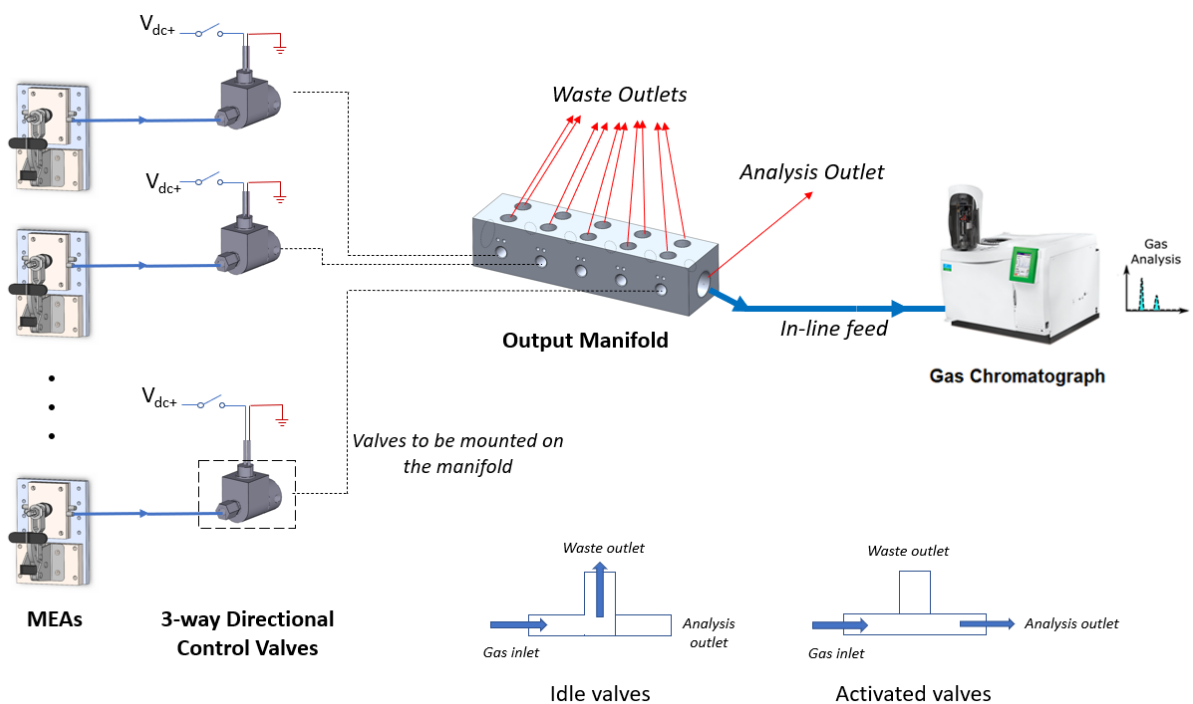 Vdc+
Waste Outlets
Analysis Outlet
Vdc+
Gas
Analysis
Output Manifold
In-line feed
Gas Chromatograph
Vdc+
Valves to be mounted on
the manifold
MEAs
3-way Directional
Control Valves
Waste outlet
Gas inlet
Analysis
outlet
Idle valves
Waste outlet
Gas inlet
Analysis outlet
Activated valves